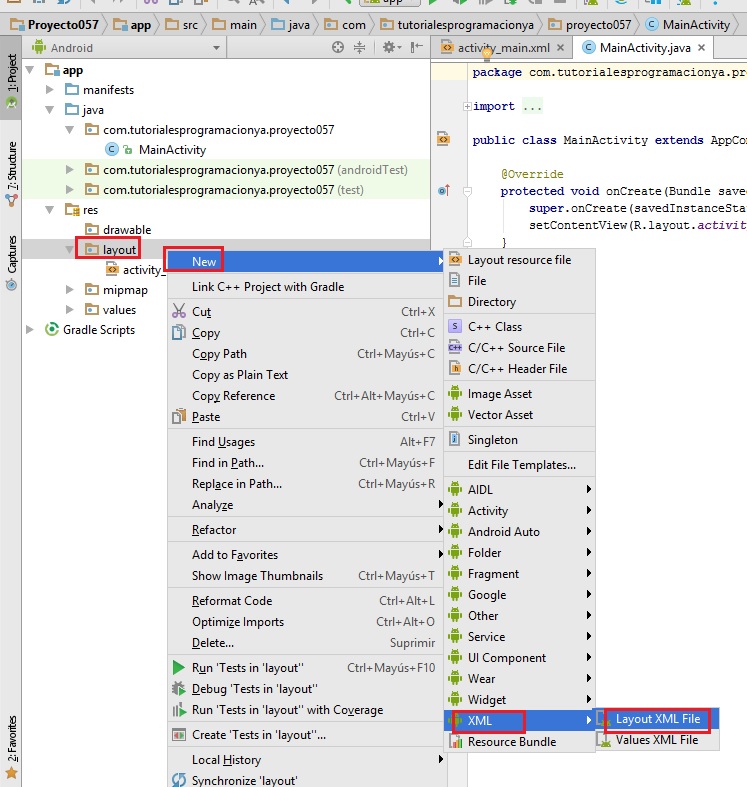 Proyecto057 app src main java com tutorialesprogramacionya proyecto057 MainActivity
Android
activity_main.xml
MainActivity.java
1: Project
7: Structure
Captures
2: Favorites
app
manifests
java
com.tutorialesprogramacionya.proyecto057
MainActivity
com.tutorialesprogramacionya.proyecto057 (androidTest)
com.tutorialesprogramacionya.proyecto057 (test)
res
drawable
layout
activity_
mipmap
values
Gradle Scripts
package com.tutorialesprogramacionya.pro
import ...
public class MainActivity extends AppCom
@Override
protected void onCreate(Bundle save
super.onCreate(savedInstanceSta
setContentView(R.layout.activit
}
New
Link C++ Project with Gradle
Cut Ctrl+X
Copy Ctrl+C
Copy Path Ctrl+Mayús+C
Copy as Plain Text
Copy Reference Ctrl+Alt+Mayús+C
Paste Ctrl+V
Find Usages Alt+F7
Find in Path... Ctrl+Mayús+F
Replace in Path... Ctrl+Mayús+R
Analyze
Refactor
Add to Favorites
Show Image Thumbnails Ctrl+Mayús+T
Reformat Code Ctrl+Alt+L
Optimize Imports Ctrl+Alt+O
Delete... Suprimir
Run 'Tests in 'layout'' Ctrl+Mayús+F10
Debug 'Tests in 'layout''
Run 'Tests in 'layout'' with Coverage
Create 'Tests in 'layout''...
Local History
Synchronize 'layout'
Layout resource file
File
Directory
C++ Class
C/C++ Source File
C/C++ Header File
Image Asset
Vector Asset
Singleton
Edit File Templates...
AIDL
Activity
Android Auto
Folder
Fragment
Google
Other
Service
UI Component
Wear
Widget
XML
Resource Bundle
Layout XML File
Values XML File